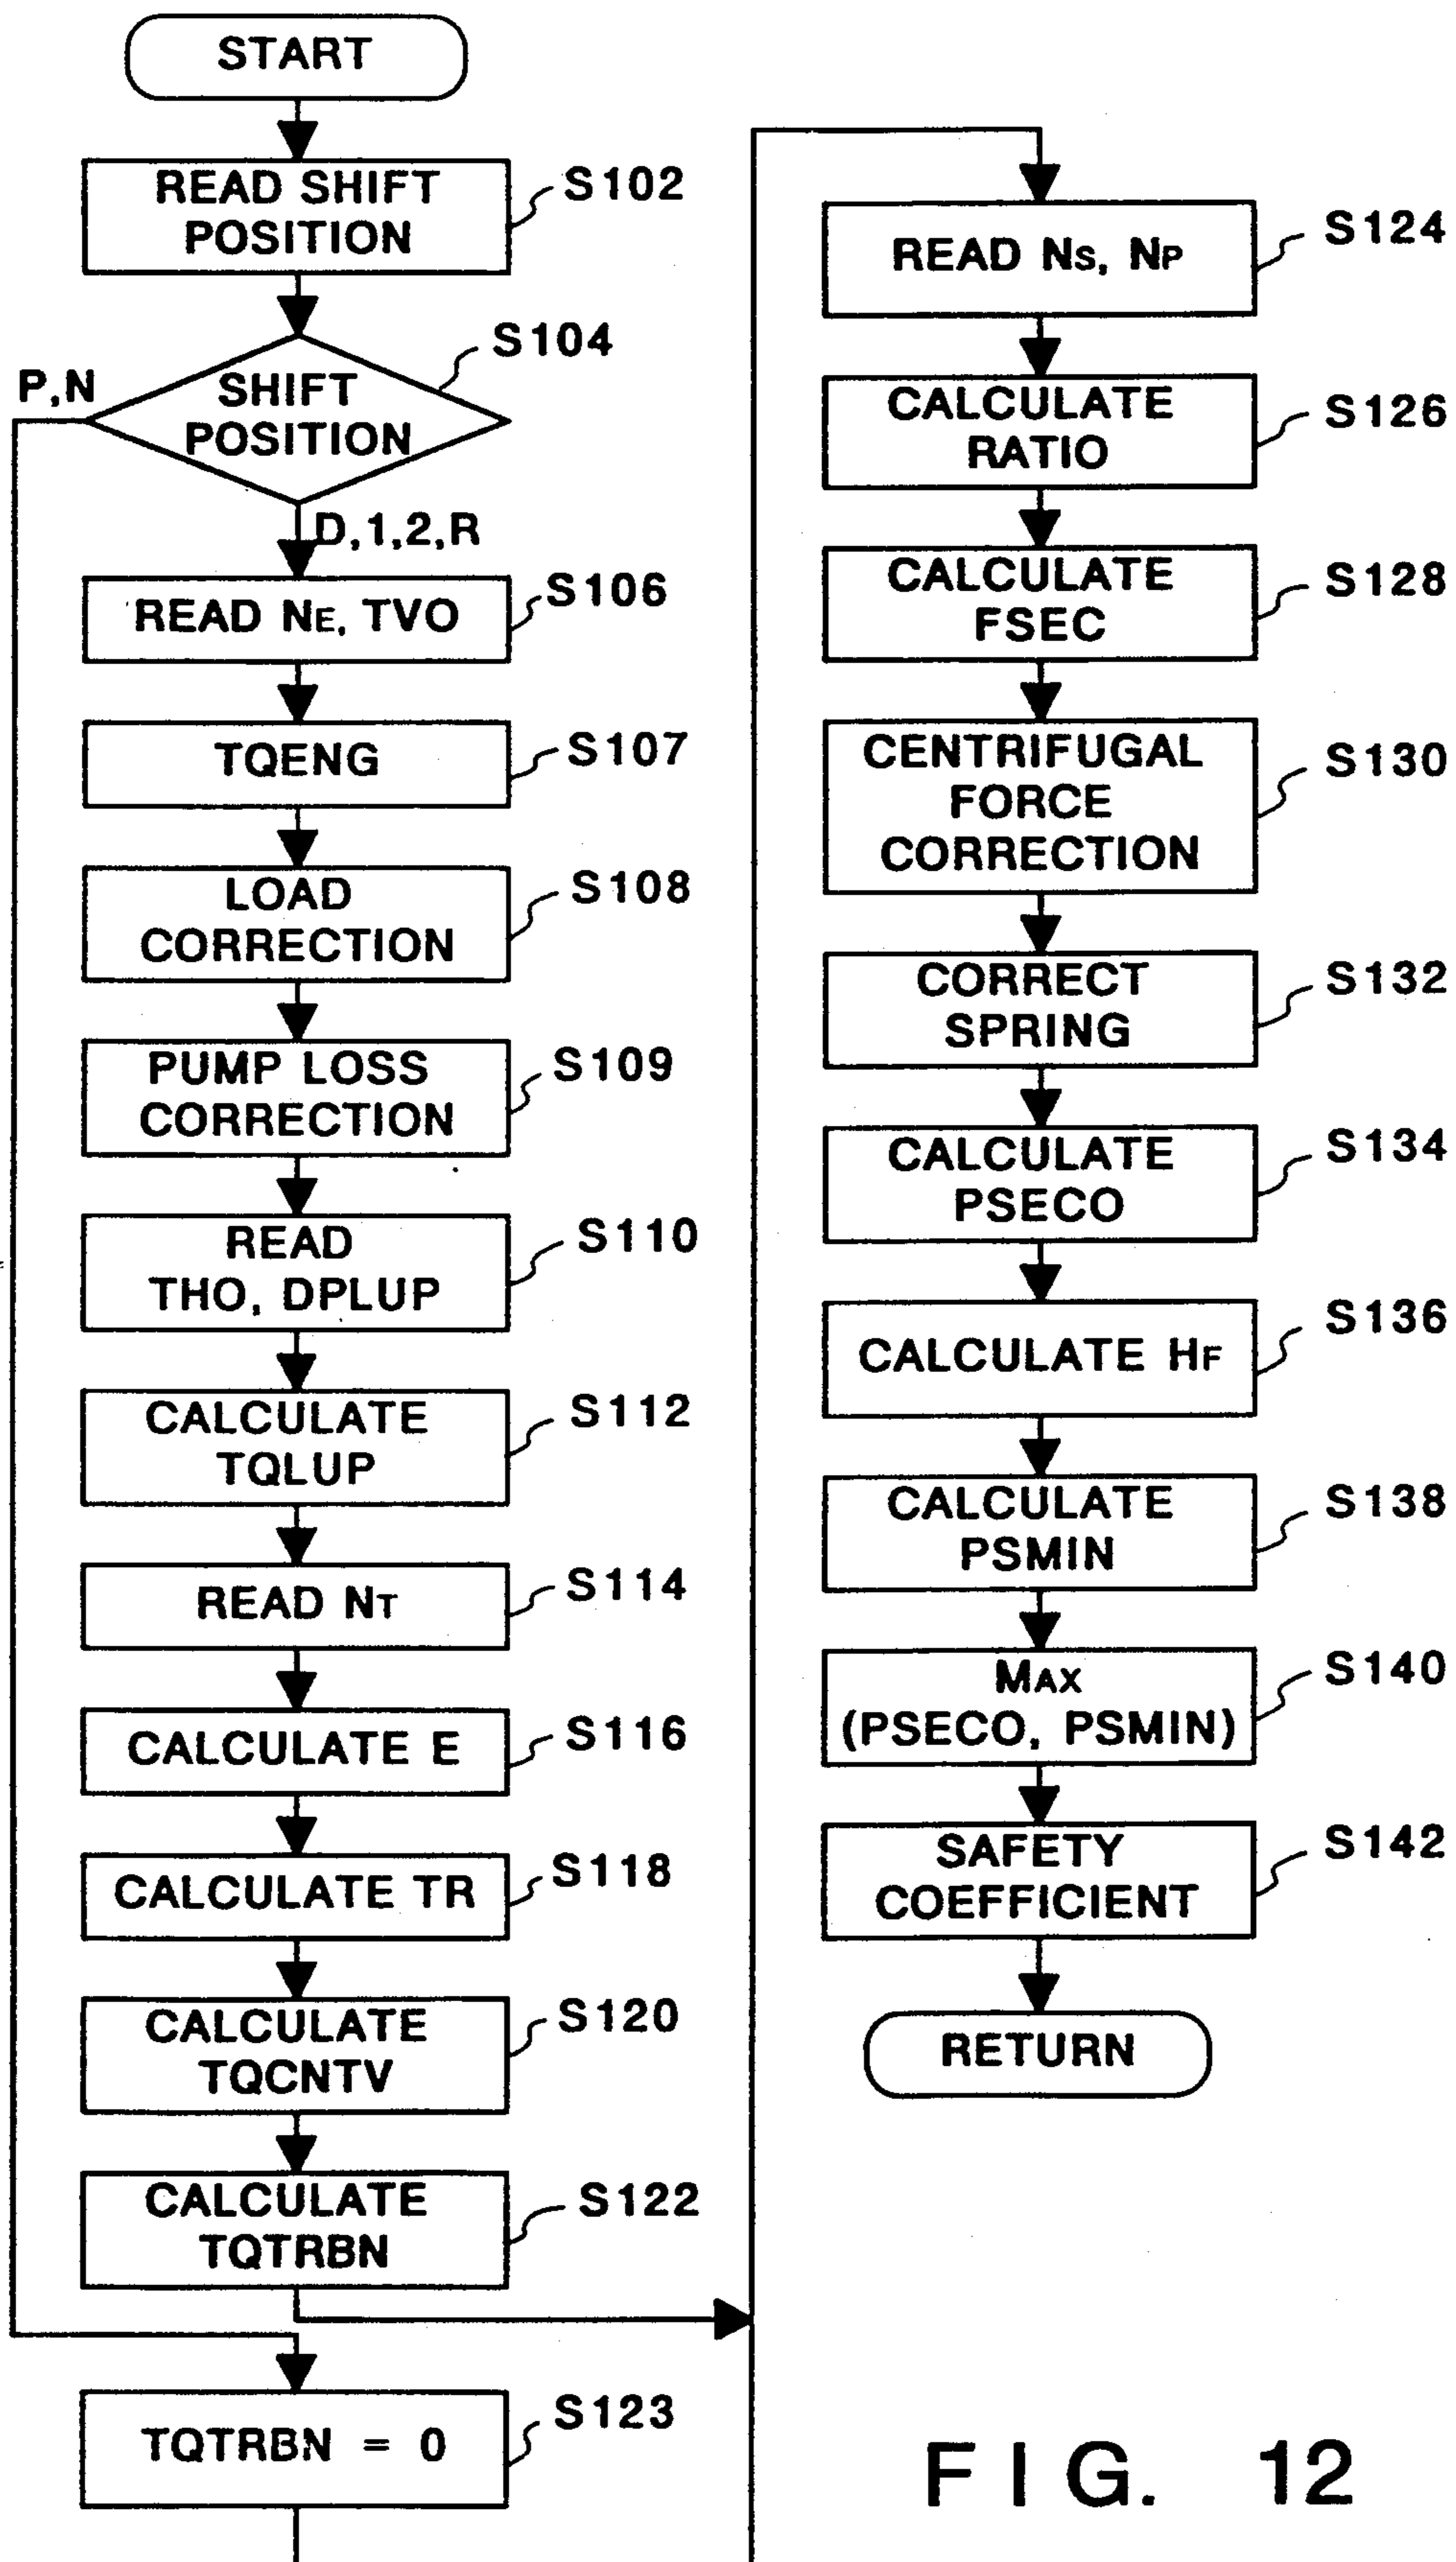 START
READ SHIFT
POSITION
S102
SHIFT
POSITION
S104
P,N
D,1,2,R
READ NE, TVO
S106
TQENG
S107
LOAD
CORRECTION
S108
PUMP LOSS
CORRECTION
S109
READ
THO, DPLUP
S110
CALCULATE
TQLUP
S112
READ NT
S114
CALCULATE E
S116
CALCULATE TR
S118
CALCULATE
TQCNTV
S120
CALCULATE
TQTRBN
S122
TQTRBN = 0
S123
READ NS, NP
S124
CALCULATE
RATIO
S126
CALCULATE
FSEC
S128
CENTRIFUGAL
FORCE
CORRECTION
S130
CORRECT
SPRING
S132
CALCULATE
PSECO
S134
CALCULATE HF
S136
CALCULATE
PSMIN
S138
MAX
(PSECO, PSMIN)
S140
SAFETY
COEFFICIENT
S142
RETURN
FIG. 12